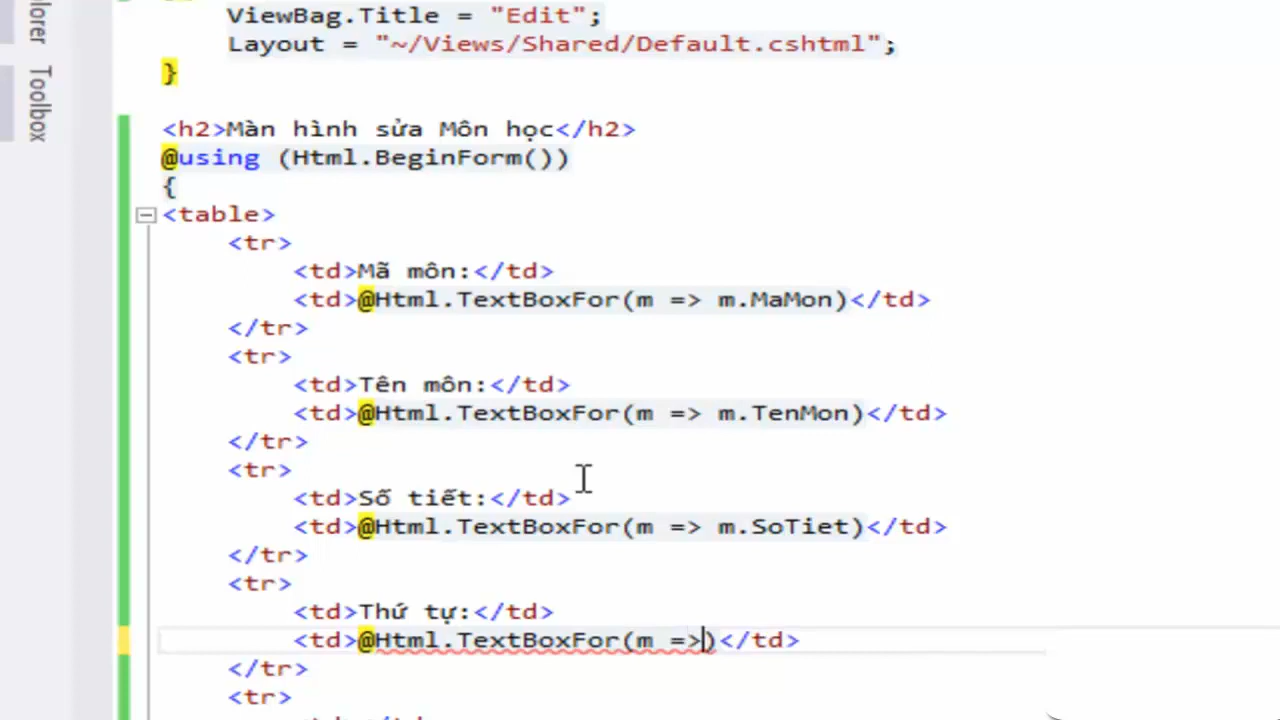 ViewBag.Title = "Edit";
Layout = "~/Views/Shared/Default.cshtml";
}
<h2>Màn hình sửa Môn học</h2>
@using (Html.BeginForm())
{
<table>
<tr>
<td>Mã môn:</td>
<td>@Html.TextBoxFor(m => m.MaMon)</td>
</tr>
<tr>
<td>Tên môn:</td>
<td>@Html.TextBoxFor(m => m.TenMon)</td>
</tr>
<tr>
<td>Số tiết:</td>
<td>@Html.TextBoxFor(m => m.SoTiet)</td>
</tr>
<tr>
<td>Thứ tự:</td>
<td>@Html.TextBoxFor(m =>)</td>
</tr>
<tr>
Toolbox